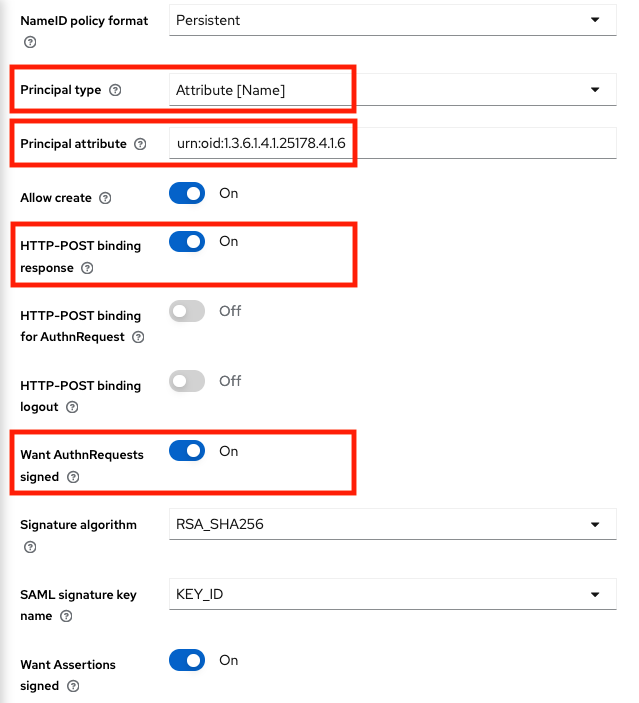 NameID policy format
Persistent
Principal type
Attribute [Name]
Principal attribute
urn:oid:1.3.6.1.4.1.25178.4.1.6
Allow create
On
HTTP-POST binding
response
On
HTTP-POST binding
for AuthnRequest
Off
HTTP-POST binding
logout
Off
Want AuthnRequests
signed
On
Signature algorithm
RSA_SHA256
SAML signature key
name
KEY_ID
Want Assertions
signed
On